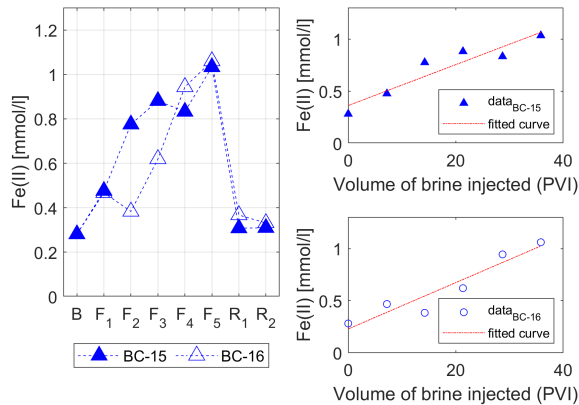 Fe(II) [mmol/l]
1.2
1
0.8
0.6
0.4
0.2
0
B F1 F2 F3 F4 F5 R1 R2
BC-15 BC-16
Fe(II) [mmol/l]
1
0.5
0
0 20 40
dataBC-15
fitted curve
Volume of brine injected (PVI)
Fe(II) [mmol/l]
1
0.5
0
0 20 40
dataBC-16
fitted curve
Volume of brine injected (PVI)